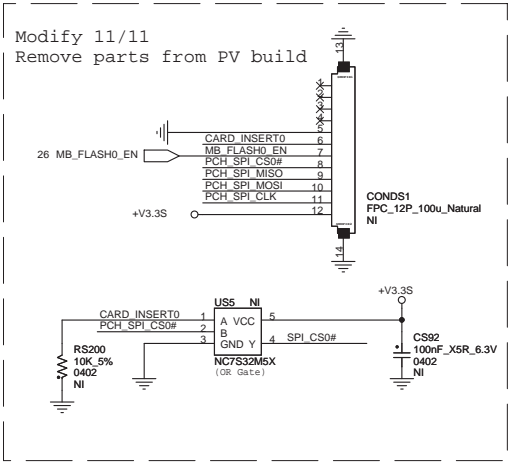 Modify 11/11
Remove parts from PV build
13
1
2
3
4
5
CARD_INSERT0 6
26 MB_FLASH0_EN MB_FLASH0_EN 7
PCH_SPI_CS0# 8
PCH_SPI_MISO 9
PCH_SPI_MOSI 10
PCH_SPI_CLK 11
+V3.3S 12
14
CONDS1
FPC_12P_100u_Natural
NI
+V3.3S
US5 NI
CARD_INSERT0 1 A VCC 5
PCH_SPI_CS0# 2 B
3 GND Y 4 SPI_CS0#
NC7S32M5X
(OR Gate)
RS200
10K_5%
0402
NI
CS92
100nF_X5R_6.3V
0402
NI